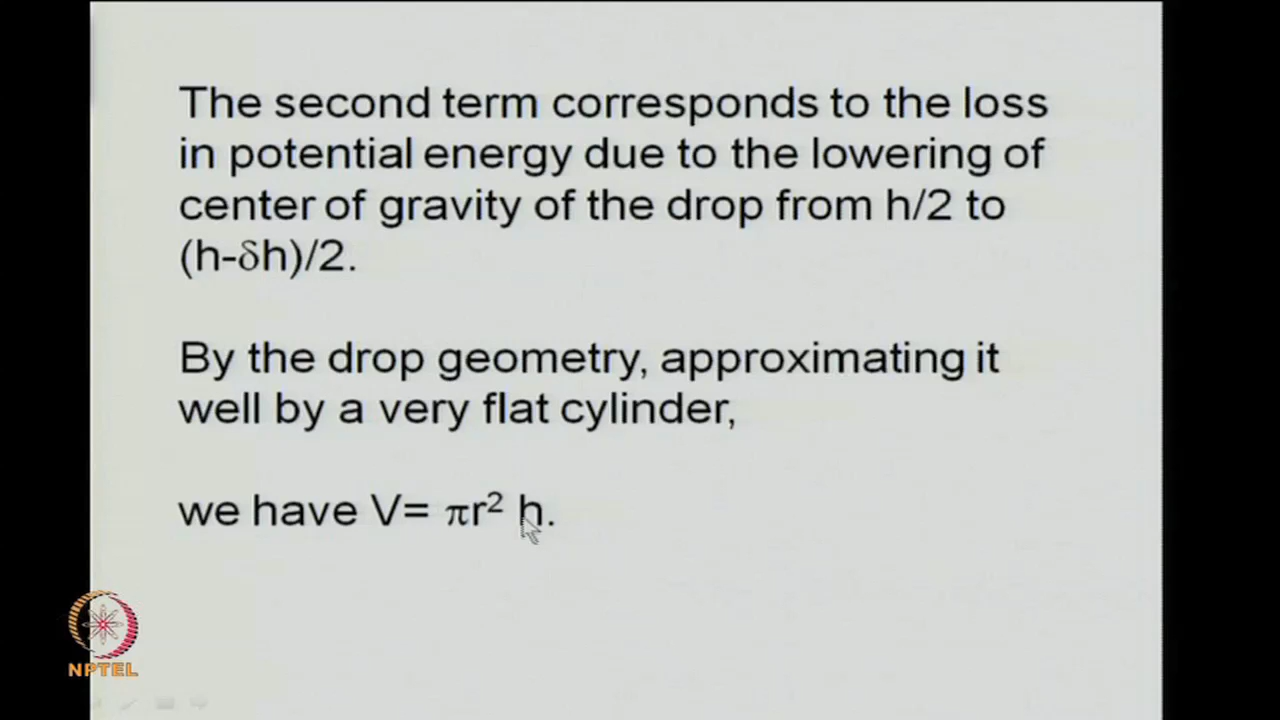 The second term corresponds to the loss
in potential energy due to the lowering of
center of gravity of the drop from h/2 to
(h-δh)/2.
By the drop geometry, approximating it
well by a very flat cylinder,
we have V= πr² h.
NPTEL